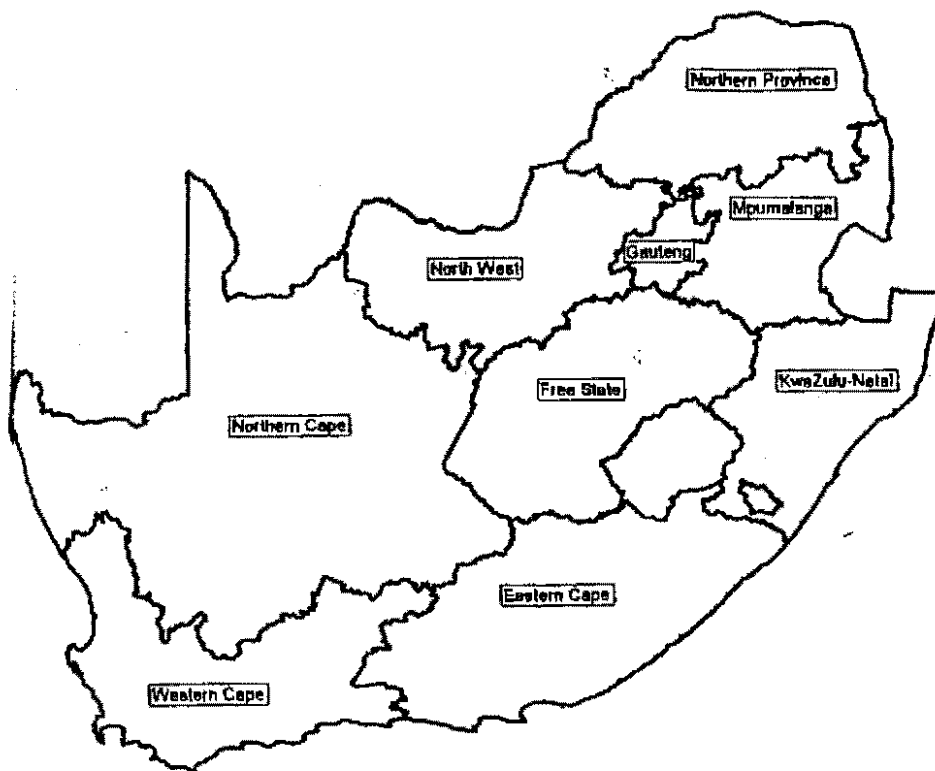 Northern Province
Mpumalanga
Gauteng
North West
KwaZulu-Natal
Free State
Northern Cape
Eastern Cape
Western Cape